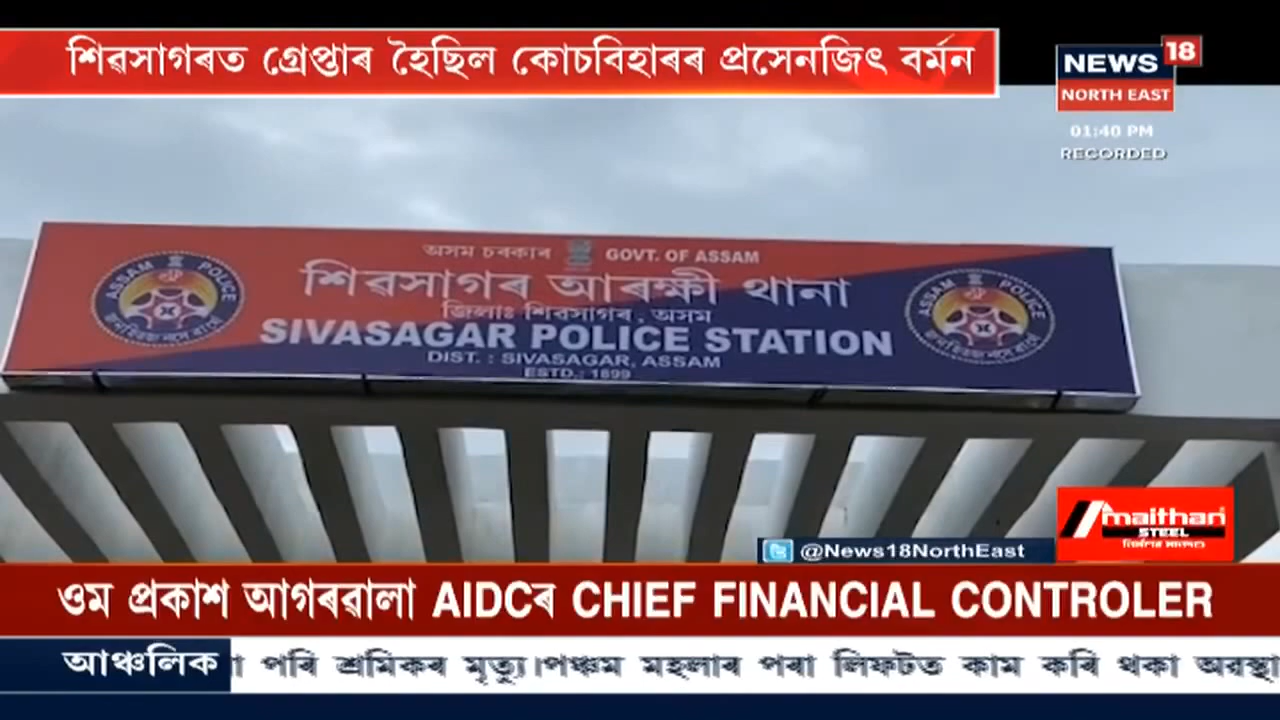 শিৱসাগৰত গ্ৰেপ্তাৰ হৈছিল কোচবিহাৰৰ প্ৰসেনজিৎ বৰ্মন
NEWS 18
NORTH EAST
01:40 PM
RECORDED
অসম চৰকাৰ GOVT. OF ASSAM
শিৱসাগৰ আৰক্ষী থানা
জিলাঃ শিৱসাগৰ, অসম
SIVASAGAR POLICE STATION
DIST. : SIVASAGAR, ASSAM
ESTD.: 1899
ASSAM POLICE
ASSAM POLICE
maithan
STEEL
@News18NorthEast
ওম প্ৰকাশ আগৰৱালা AIDCৰ CHIEF FINANCIAL CONTROLER
আঞ্চলিক
পৰি শ্ৰমিকৰ মৃত্যু।পঞ্চম মহলাৰ পৰা লিফটত কাম কৰি থকা অৱস্থা